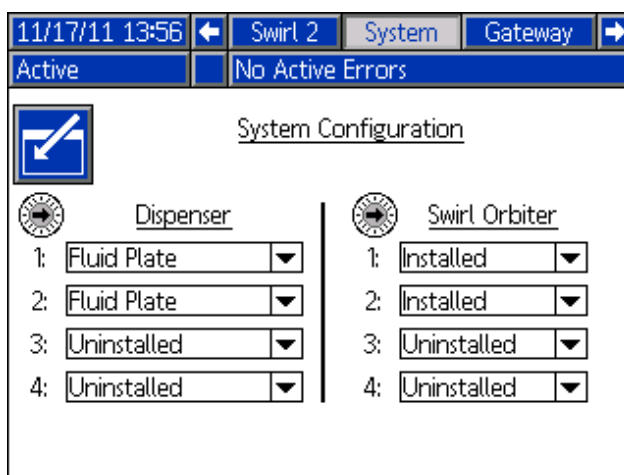 11/17/11 13:56 Swirl 2 System Gateway
Active No Active Errors
System Configuration
Dispenser Swirl Orbiter
1: Fluid Plate 1: Installed
2: Fluid Plate 2: Installed
3: Uninstalled 3: Uninstalled
4: Uninstalled 4: Uninstalled